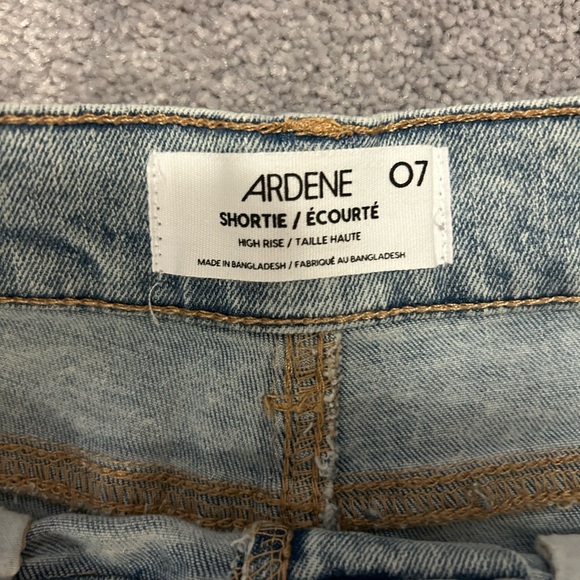 ARDENE 07
SHORTIE / ÉCOURTÉ
HIGH RISE / TAILLE HAUTE
MADE IN BANGLADESH / FABRIQUÉ AU BANGLADESH